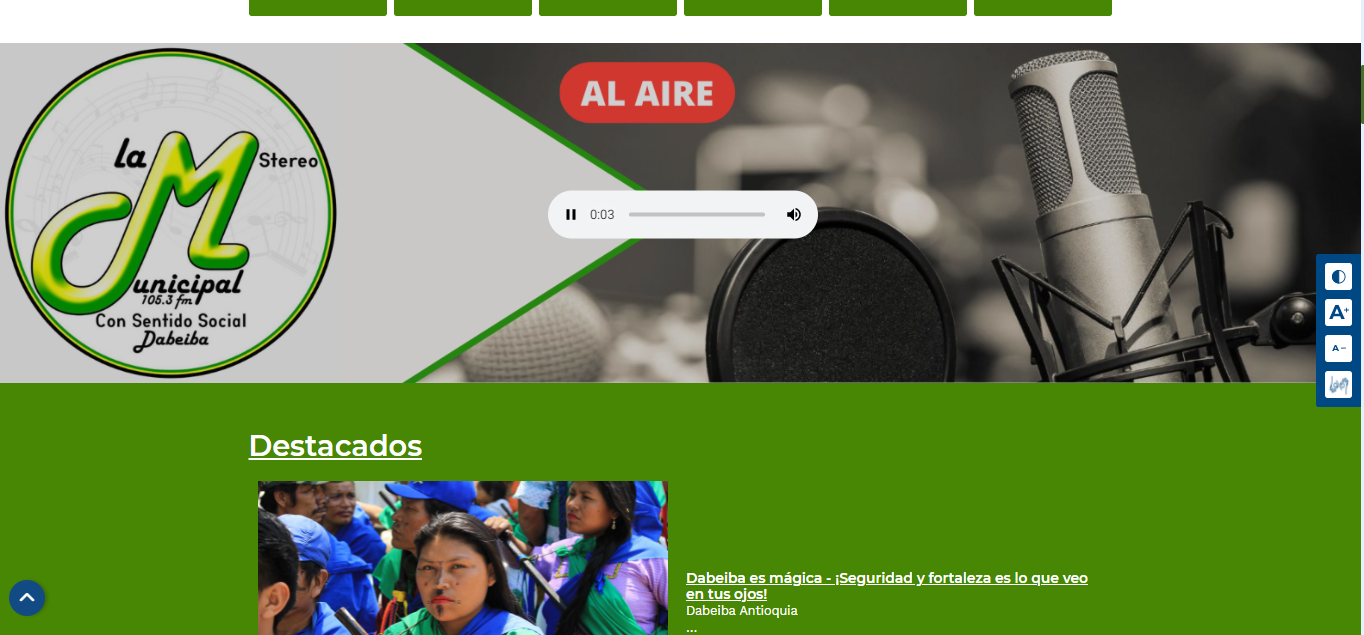 AL AIRE
la M Stereo
unicipal
105.3 fm
Con Sentido Social
Dabeiba
0:03
A+
A-
Destacados
Dabeiba es mágica - ¡Seguridad y fortaleza es lo que veo
en tus ojos!
Dabeiba Antioquia
...